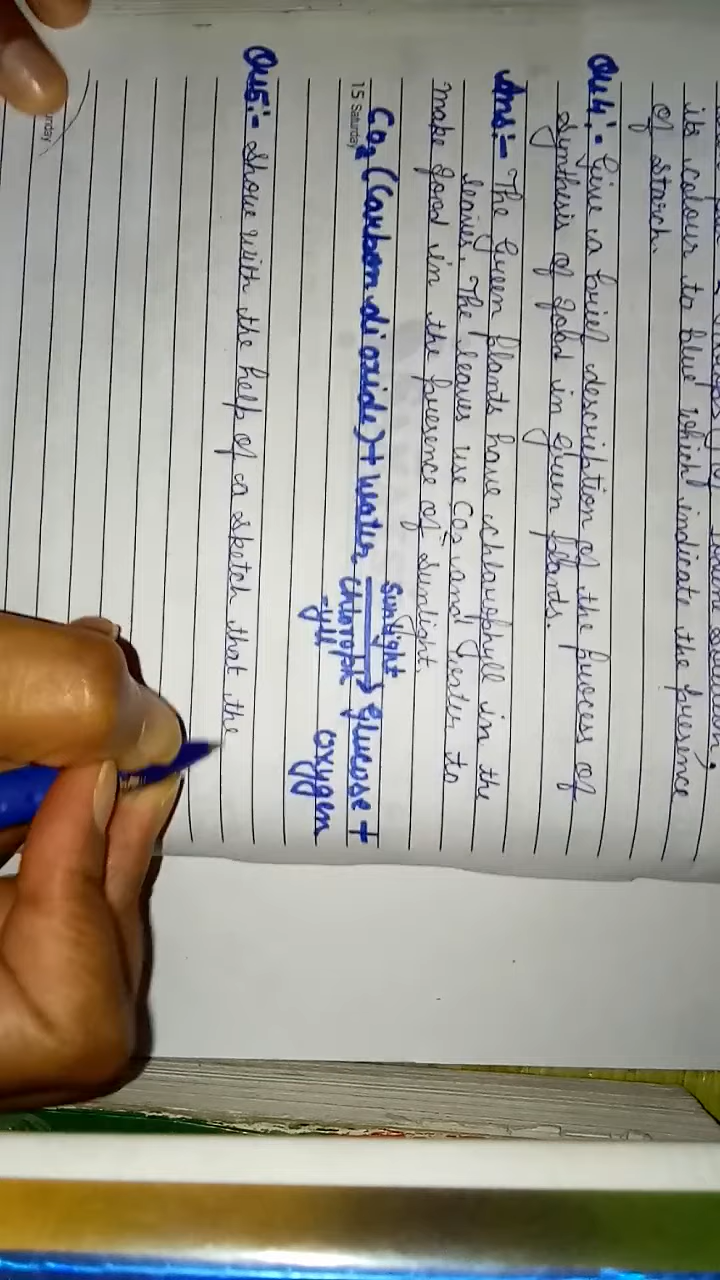 its colour to blue which indicate the presence
of starch.
Qu4:- Give a brief description of the process of
synthesis of food in green plants.
Ans:- The Green plants have chlorophyll in the
leaves. The leaves use CO2 and water to
make food in the presence of sunlight.
Sunlight
CO2 (Carbon di oxide) + water → glucose +
15 Saturday
Chloroph
-yll
oxygen
Qu5:- Show with the help of a sketch that the
unday